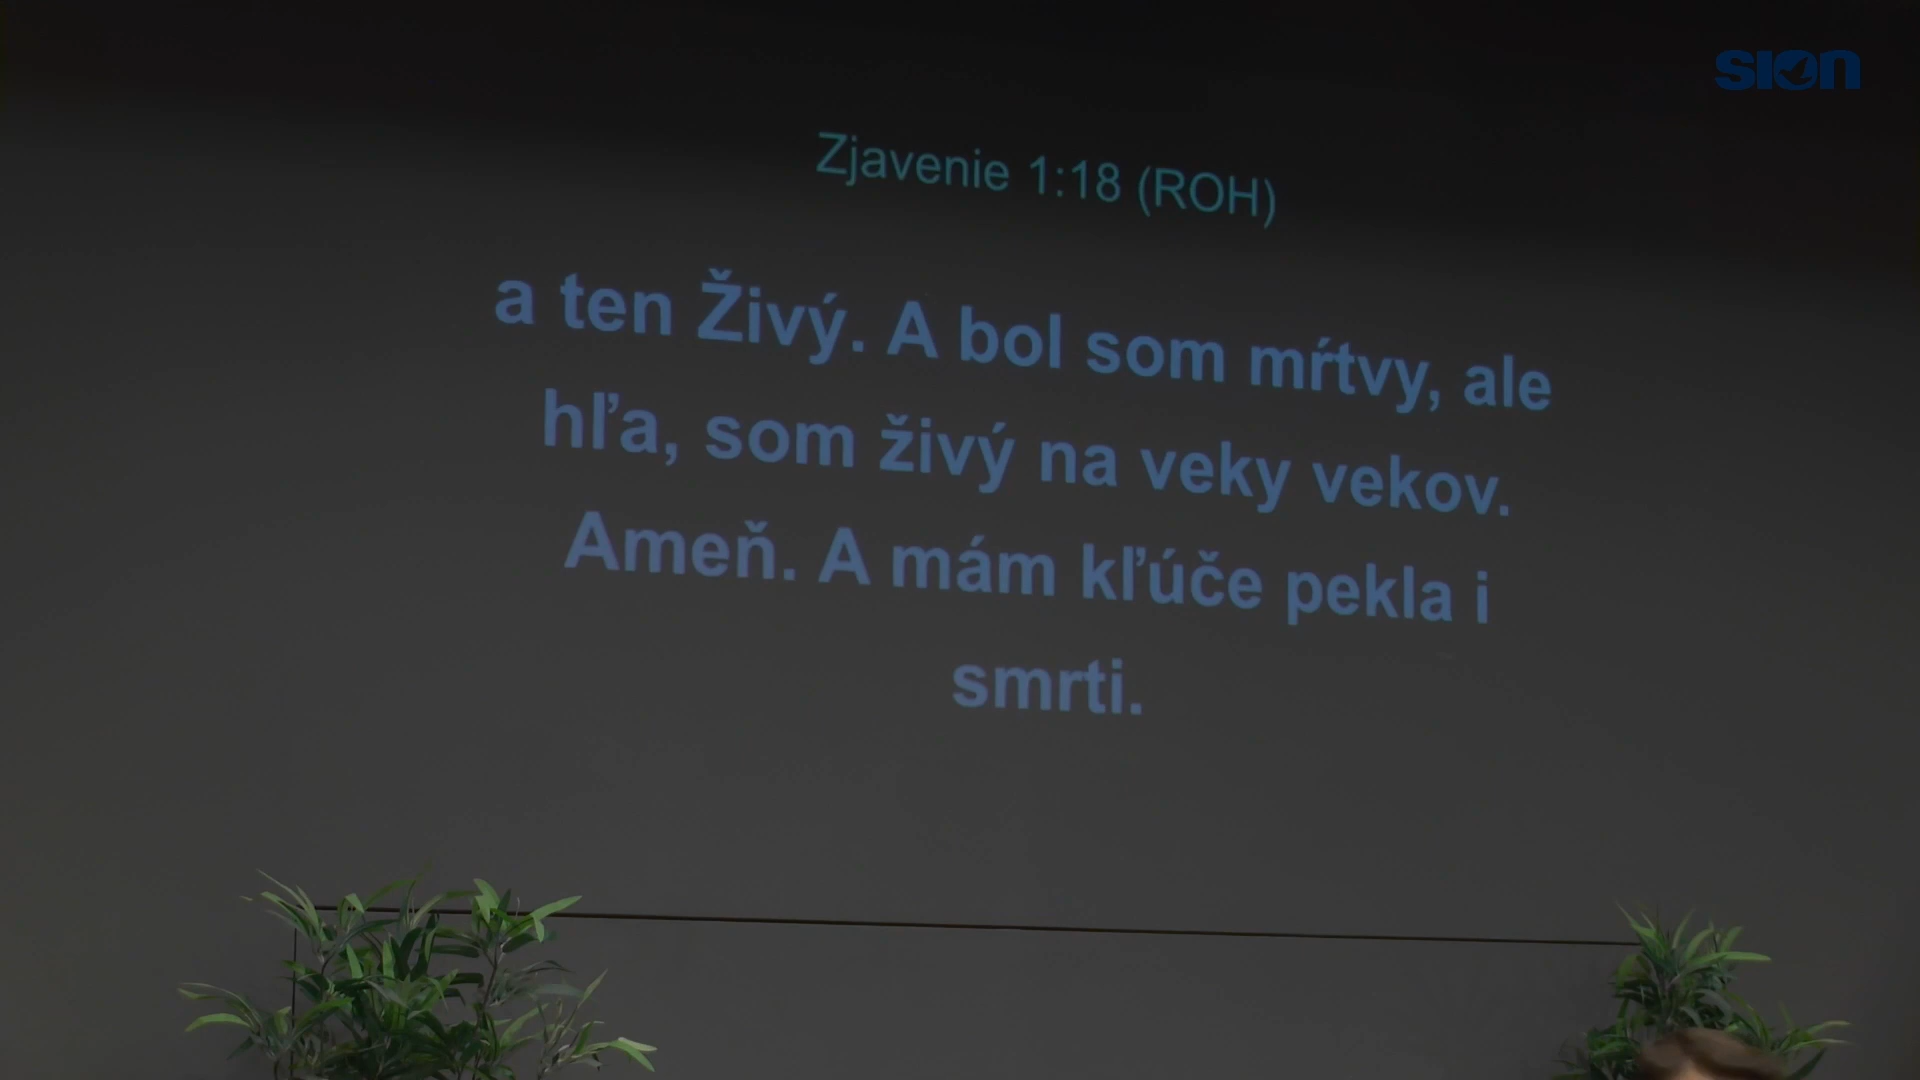 sion
Zjavenie 1:18 (ROH)
a ten Živý. A bol som mŕtvy, ale
hľa, som živý na veky vekov.
Ameň. A mám kľúče pekla i
smrti.